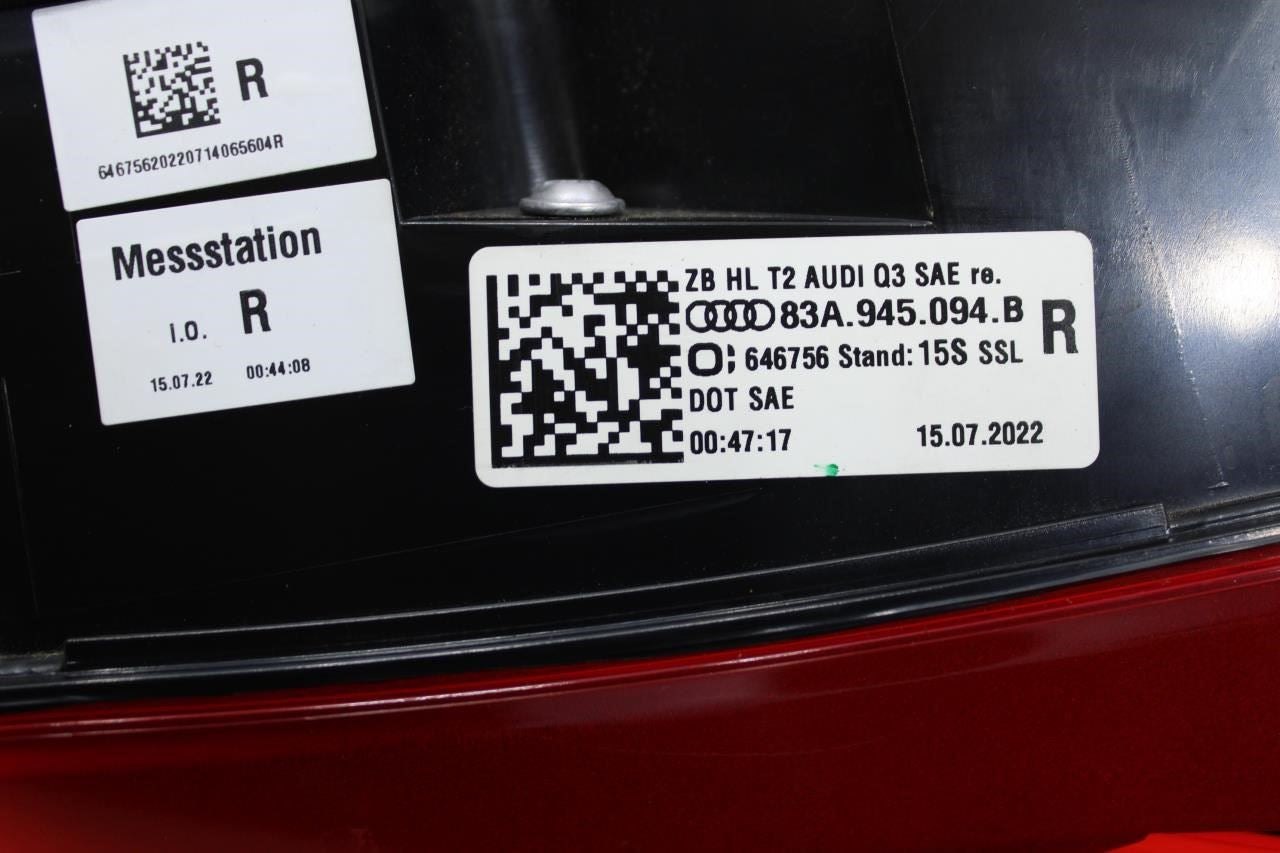 R
64675620220714065604R
Messstation
I.O. R
15.07.22 00:44:08
ZB HL T2 AUDI Q3 SAE re.
83A.945.094.B R
646756 Stand: 15S SSL
DOT SAE
00:47:17 15.07.2022